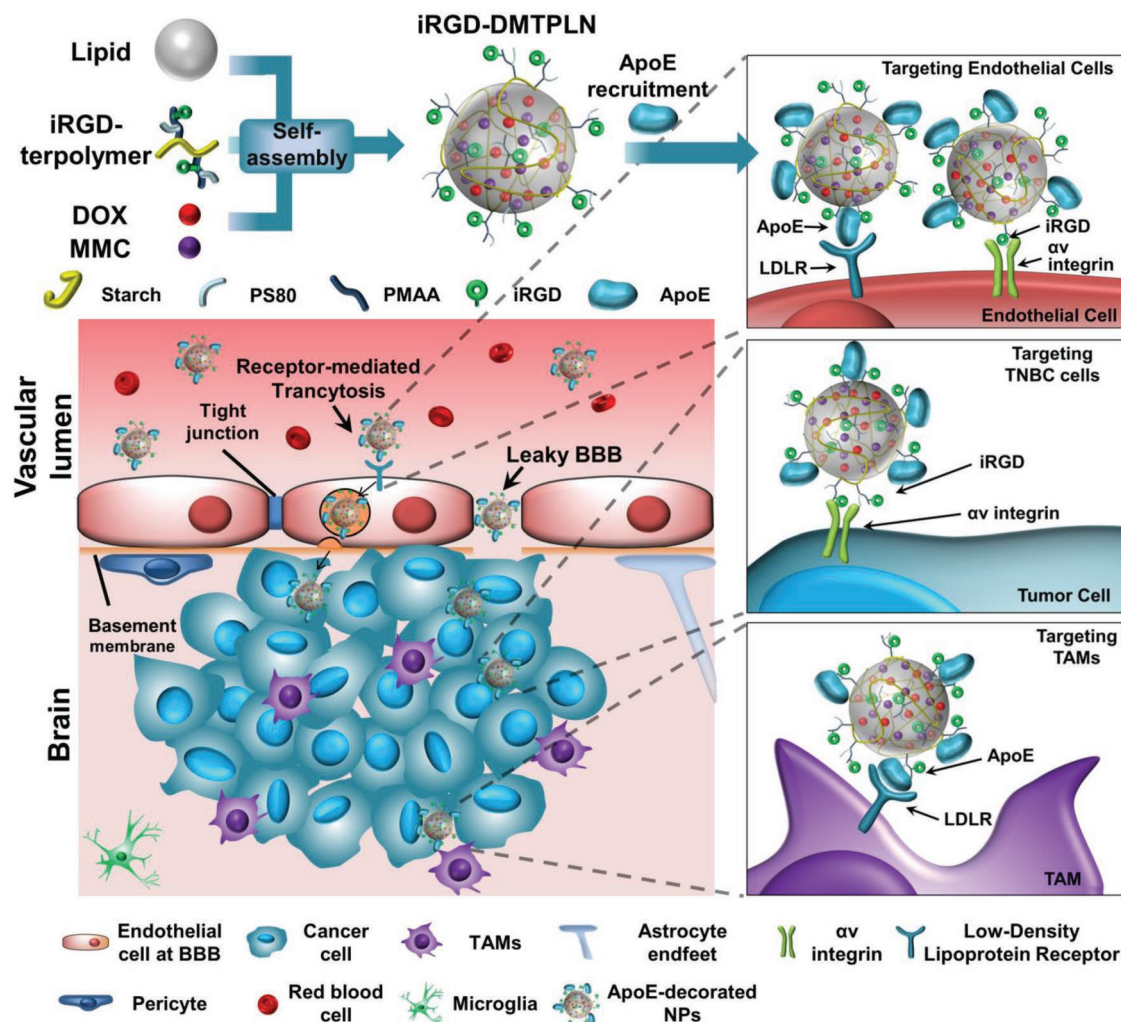 Lipid
iRGD-
terpolymer
DOX
MMC
Self-
assembly
iRGD-DMTPLN
ApoE
recruitment
Starch
PS80
PMAA
iRGD
ApoE
Targeting Endothelial Cells
ApoE
LDLR
iRGD
αv
integrin
Endothelial Cell
Vascular
lumen
Receptor-mediated
Trancytosis
Tight
junction
Leaky BBB
Basement
membrane
Brain
Targeting
TNBC cells
iRGD
αv integrin
Tumor Cell
Targeting
TAMs
ApoE
LDLR
TAM
Endothelial
cell at BBB
Cancer
cell
TAMs
Astrocyte
endfeet
αv
integrin
Low-Density
Lipoprotein Receptor
Pericyte
Red blood
cell
Microglia
ApoE-decorated
NPs